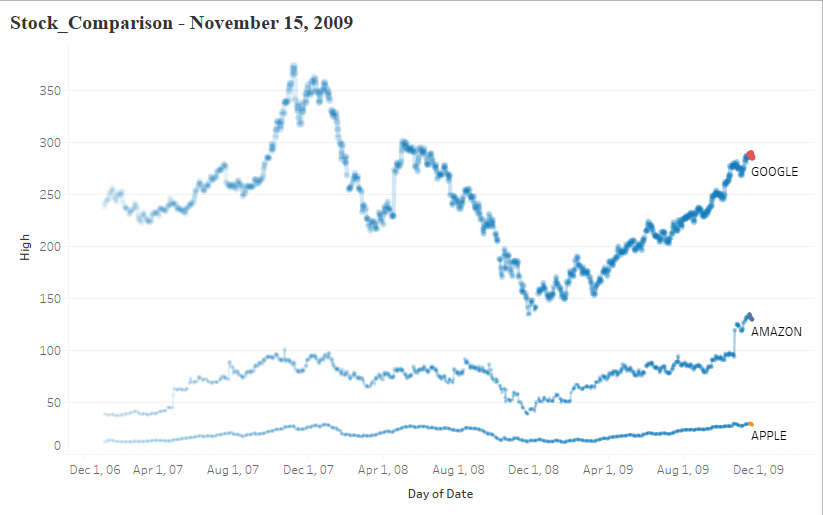 Stock_Comparison - November 15, 2009
350
300
250
200
150
100
50
0
High
GOOGLE
AMAZON
APPLE
Dec 1, 06 Apr 1, 07 Aug 1, 07 Dec 1, 07 Apr 1, 08 Aug 1, 08 Dec 1, 08 Apr 1, 09 Aug 1, 09 Dec 1, 09
Day of Date